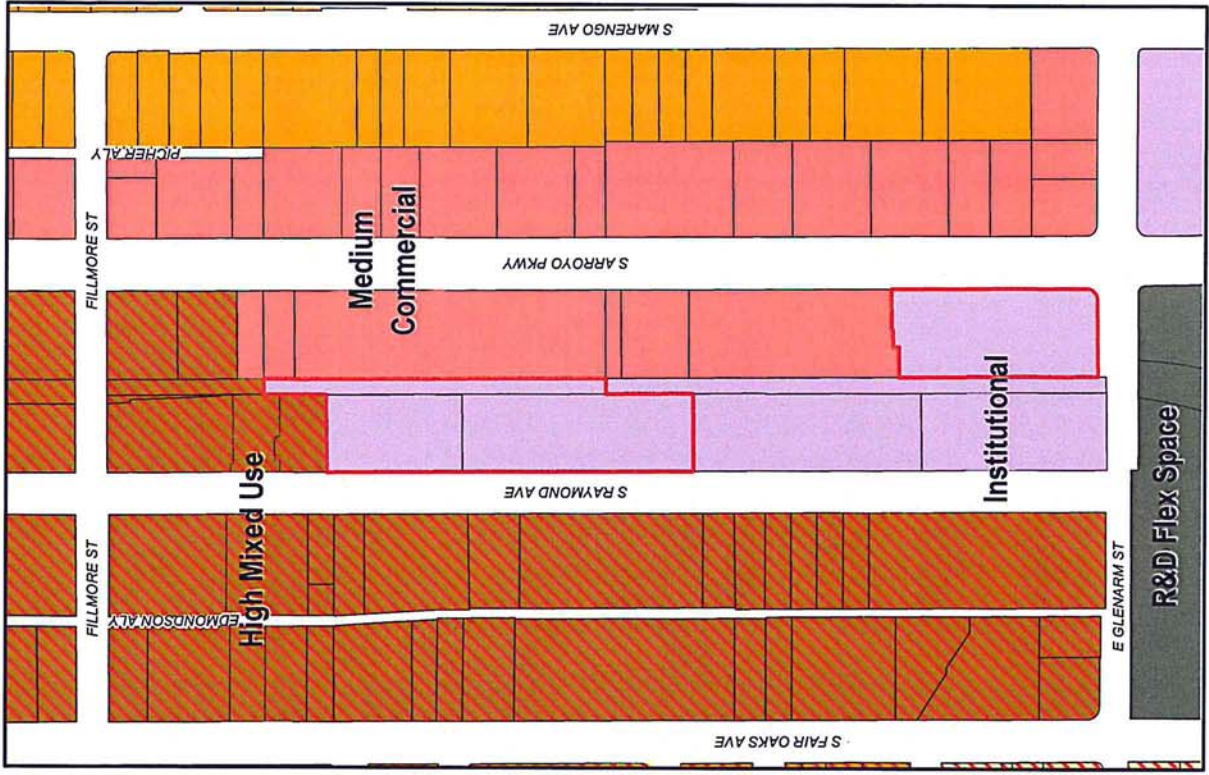 S MARENGO AVE
PICHER ALY
FILLMORE ST
Medium
Commercial
S ARROYO PKWY
High Mixed Use
S RAYMOND AVE
Institutional
FILLMORE ST
EDMONDSON ALY
E GLENARM ST
R&D Flex Space
S FAIR OAKS AVE